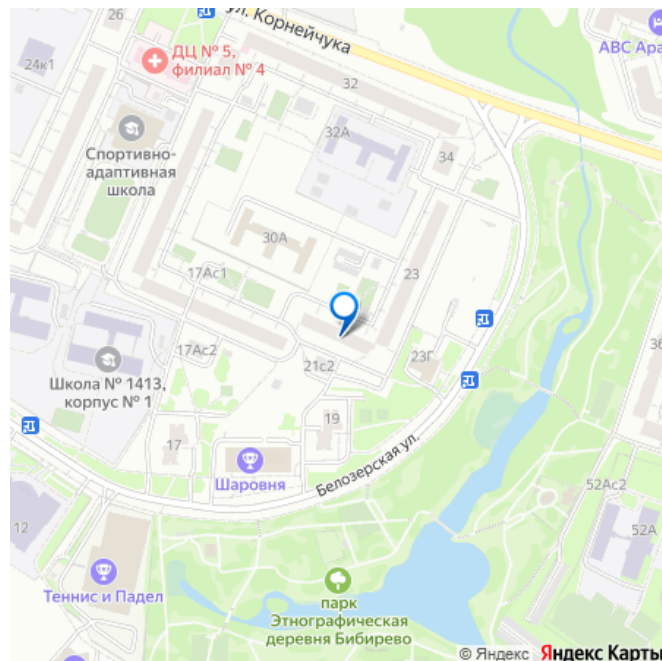 26
ул. Корнейчука
ДЦ № 5,
филиал № 4
24к1
32
АВС Ара
32А
34
Спортивно-
адаптивная
школа
30А
17Ас1
23
17Ас2
21с2
23Г
Школа № 1413,
корпус № 1
19
17
Шаровня
Белозерская ул.
52Ас2
12
52А
Теннис и Падел
парк
Этнографическая
деревня Бибирево
© Яндекс Яндекс Карты